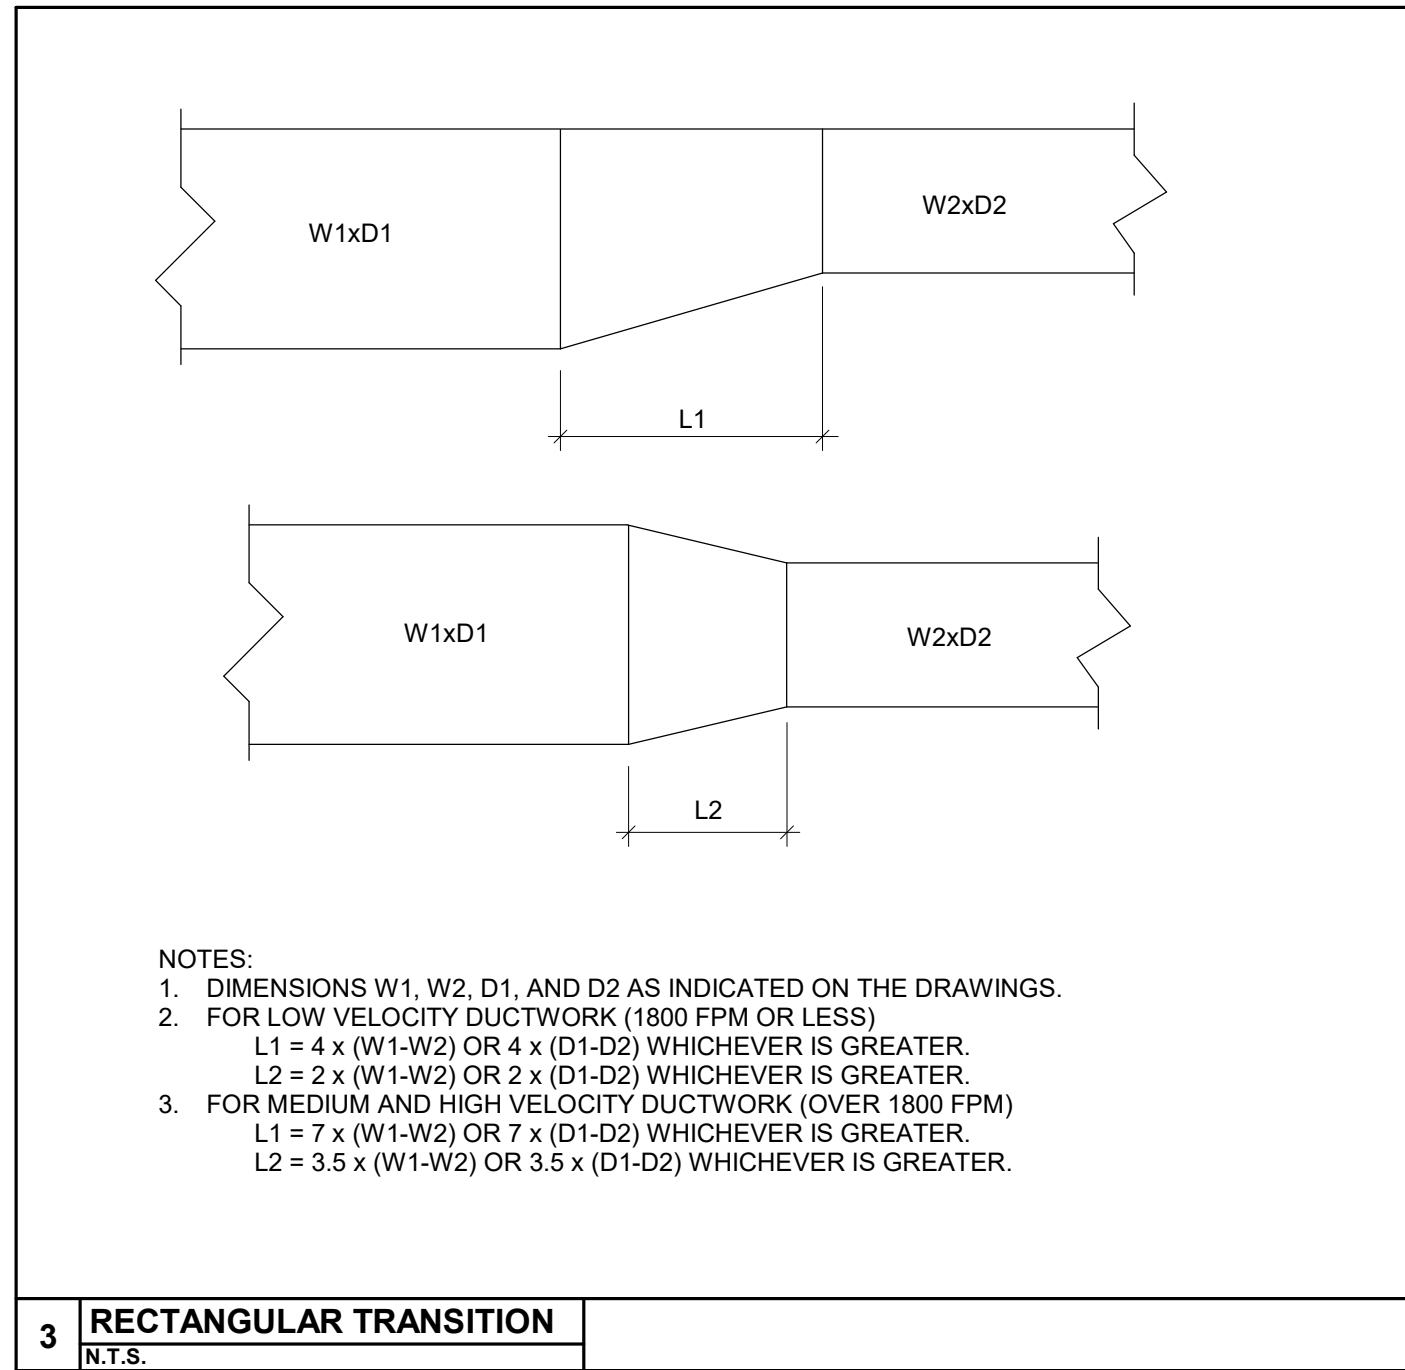 W1xD1
W2xD2
L1
W1xD1
W2xD2
L2
NOTES:
1. DIMENSIONS W1, W2, D1, AND D2 AS INDICATED ON THE DRAWINGS.
2. FOR LOW VELOCITY DUCTWORK (1800 FPM OR LESS)
L1 = 4 x (W1-W2) OR 4 x (D1-D2) WHICHEVER IS GREATER.
L2 = 2 x (W1-W2) OR 2 x (D1-D2) WHICHEVER IS GREATER.
3. FOR MEDIUM AND HIGH VELOCITY DUCTWORK (OVER 1800 FPM)
L1 = 7 x (W1-W2) OR 7 x (D1-D2) WHICHEVER IS GREATER.
L2 = 3.5 x (W1-W2) OR 3.5 x (D1-D2) WHICHEVER IS GREATER.
3 RECTANGULAR TRANSITION
N.T.S.